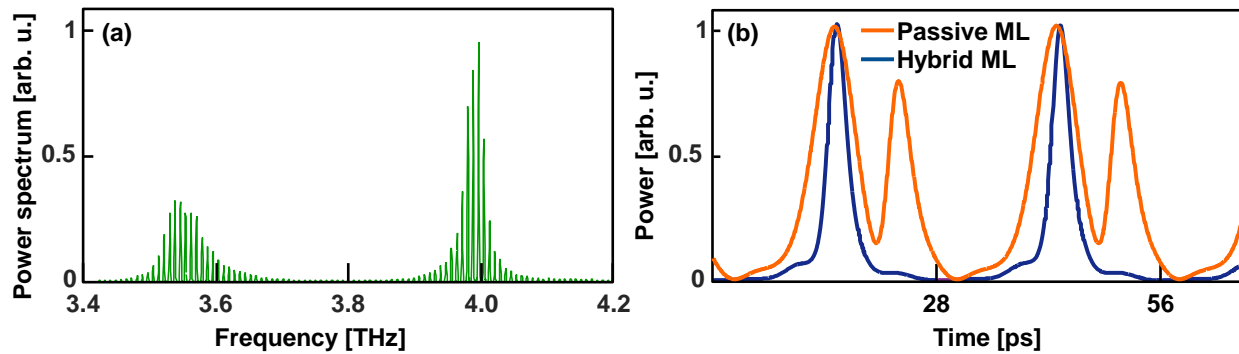 (a)
Power spectrum [arb. u.]
1
0.5
0
3.4
3.6
3.8
4.0
4.2
Frequency [THz]
(b)
Passive ML
Hybrid ML
Power [arb. u.]
1
0.5
0
28
56
Time [ps]